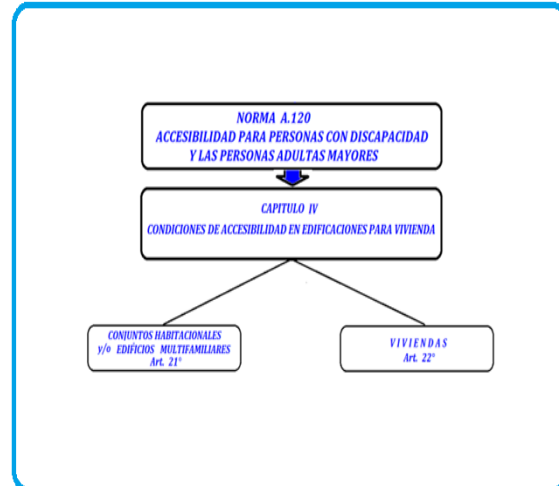 NORMA A.120
ACCESIBILIDAD PARA PERSONAS CON DISCAPACIDAD
Y LAS PERSONAS ADULTAS MAYORES
CAPITULO IV
CONDICIONES DE ACCESIBILIDAD EN EDIFICACIONES PARA VIVIENDA
CONJUNTOS HABITACIONALES
y/o EDIFICIOS MULTIFAMILIARES
Art. 21°
VIVIENDAS
Art. 22°